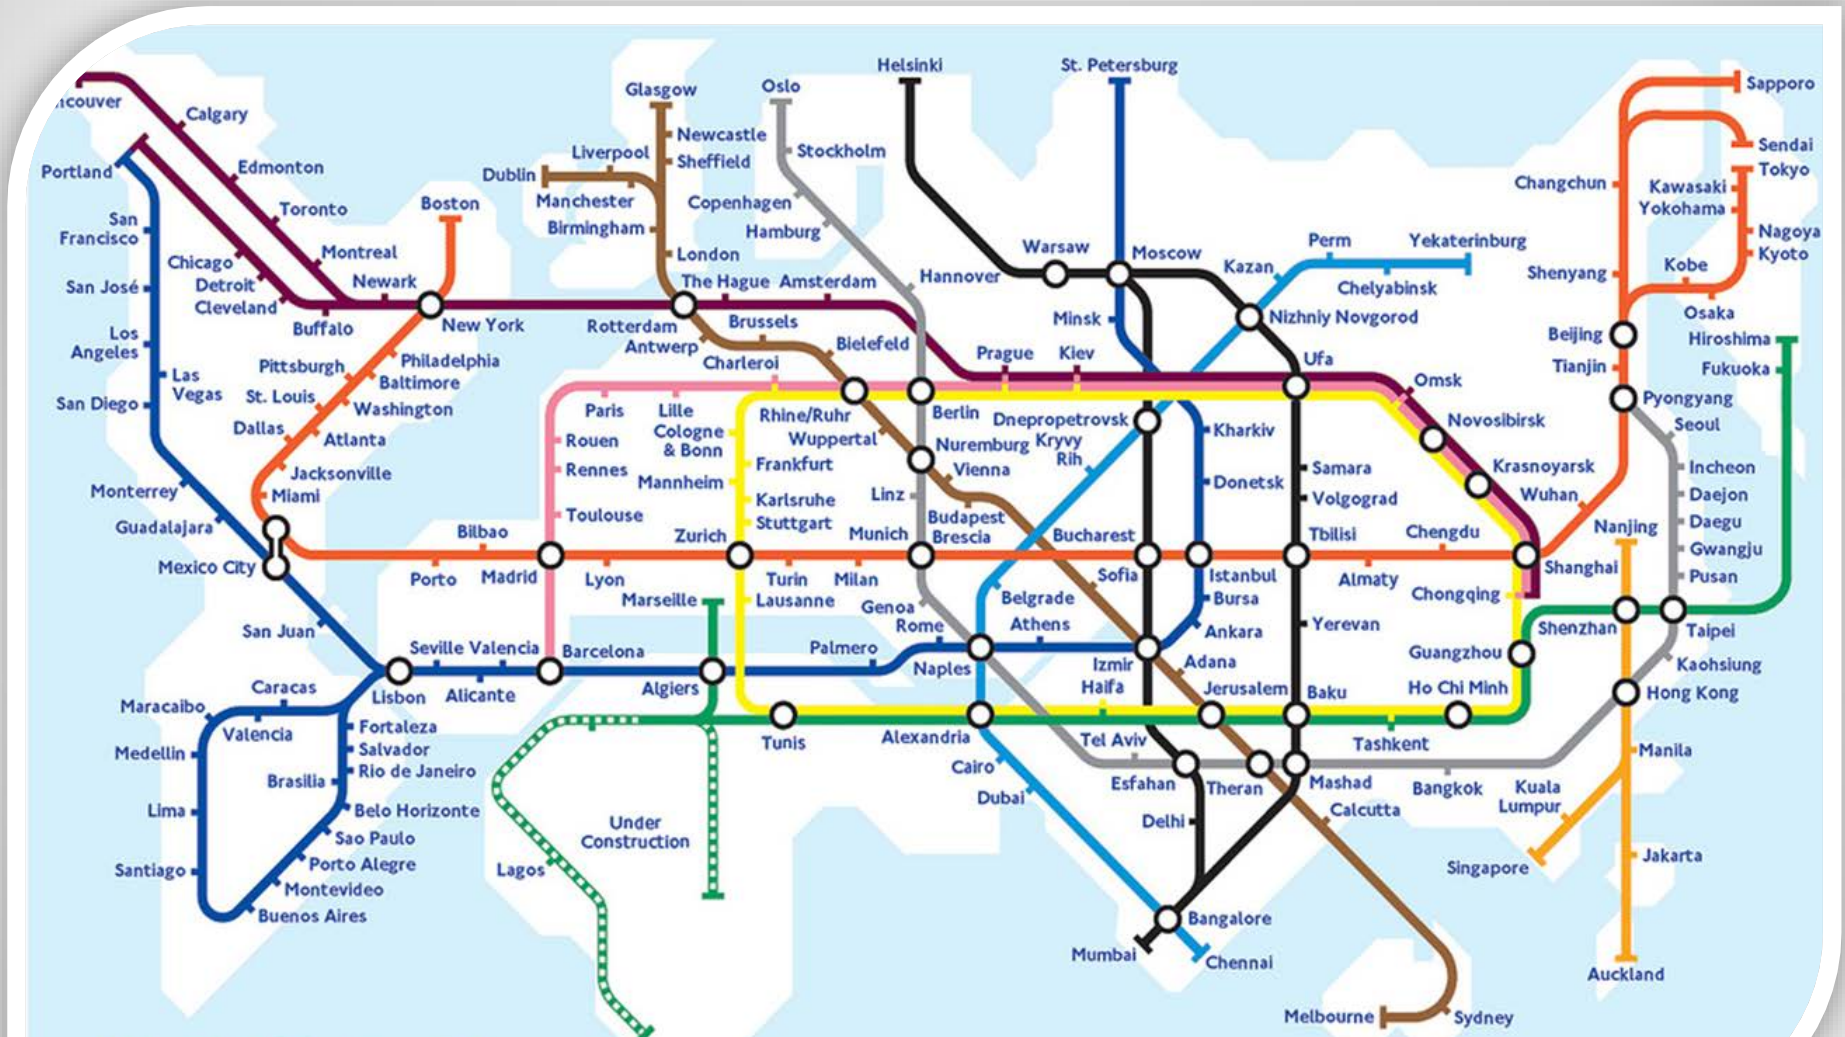 Helsinki
St. Petersburg
Sapporo
Oslo
Glasgow
ncouver
Calgary
Newcastle
Sendai
Stockholm
Liverpool
Sheffield
Edmonton
Portland
Dublin
Tokyo
Changchun
Kawasaki
Manchester
Copenhagen
Boston
Toronto
Yokohama
San
Francisco
Birmingham
Hamburg
Nagoya
Montreal
London
Warsaw
Moscow
Perm
Yekaterinburg
Kyoto
Chicago
Kazan
Kobe
Shenyang
Detroit
Newark
The Hague
Amsterdam
Hannover
Chelyabinsk
San José
Cleveland
Osaka
Buffalo
New York
Rotterdam
Brussels
Minsk
Nizhniy Novgorod
Beijing
Hiroshima
Los
Angeles
Antwerp
Bielefeld
Prague
Kiev
Ufa
Pittsburgh
Philadelphia
Charleroi
Tianjin
Fukuoka
Las
Vegas
Baltimore
Omsk
St. Louis
San Diego
Washington
Paris
Lille
Rhine/Ruhr
Berlin
Dnepropetrovsk
Pyongyang
Dallas
Atlanta
Rouen
Cologne
& Bonn
Wuppertal
Nuremburg
Kryvy
Rih
Kharkiv
Novosibirsk
Seoul
Jacksonville
Rennes
Frankfurt
Vienna
Samara
Krasnoyarsk
Incheon
Monterrey
Miami
Mannheim
Linz
Donetsk
Volgograd
Wuhan
Daejon
Guadalajara
Toulouse
Karlsruhe
Stuttgart
Budapest
Nanjing
Daegu
Bilbao
Zurich
Munich
Brescia
Bucharest
Tbilisi
Chengdu
Gwangju
Mexico City
Porto
Madrid
Lyon
Turin
Milan
Sofia
Istanbul
Almaty
Shanghai
Pusan
Marseille
Lausanne
Genoa
Belgrade
Bursa
Chongqing
San Juan
Rome
Athens
Ankara
Yerevan
Shenzhan
Taipei
Seville
Valencia
Barcelona
Palmero
Naples
Izmir
Adana
Guangzhou
Kaohsiung
Caracas
Lisbon
Alicante
Algiers
Haifa
Jerusalem
Baku
Ho Chi Minh
Hong Kong
Maracaibo
Valencia
Fortaleza
Tunis
Alexandria
Tel Aviv
Tashkent
Medellin
Salvador
Manila
Rio de Janeiro
Cairo
Brasilia
Esfahan
Theran
Mashad
Bangkok
Kuala
Lumpur
Dubai
Lima
Belo Horizonte
Calcutta
Under
Construction
Delhi
Sao Paulo
Porto Alegre
Santiago
Lagos
Singapore
Jakarta
Montevideo
Buenos Aires
Bangalore
Mumbai
Chennai
Auckland
Melbourne
Sydney